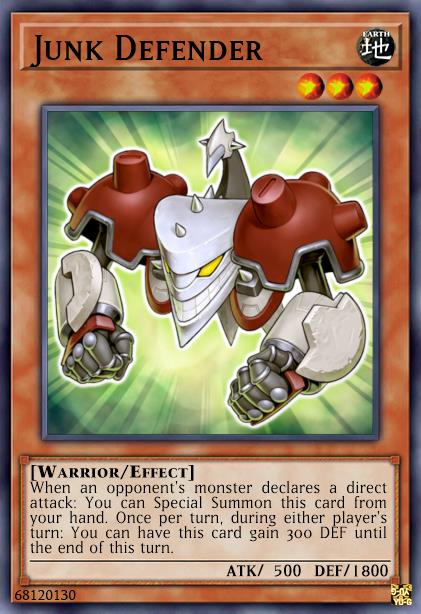 Junk Defender
EARTH
地
[Warrior/Effect]
When an opponent's monster declares a direct
attack: You can Special Summon this card from
your hand. Once per turn, during either player's
turn: You can have this card gain 300 DEF until
the end of this turn.
ATK/ 500 DEF/1800
68120130